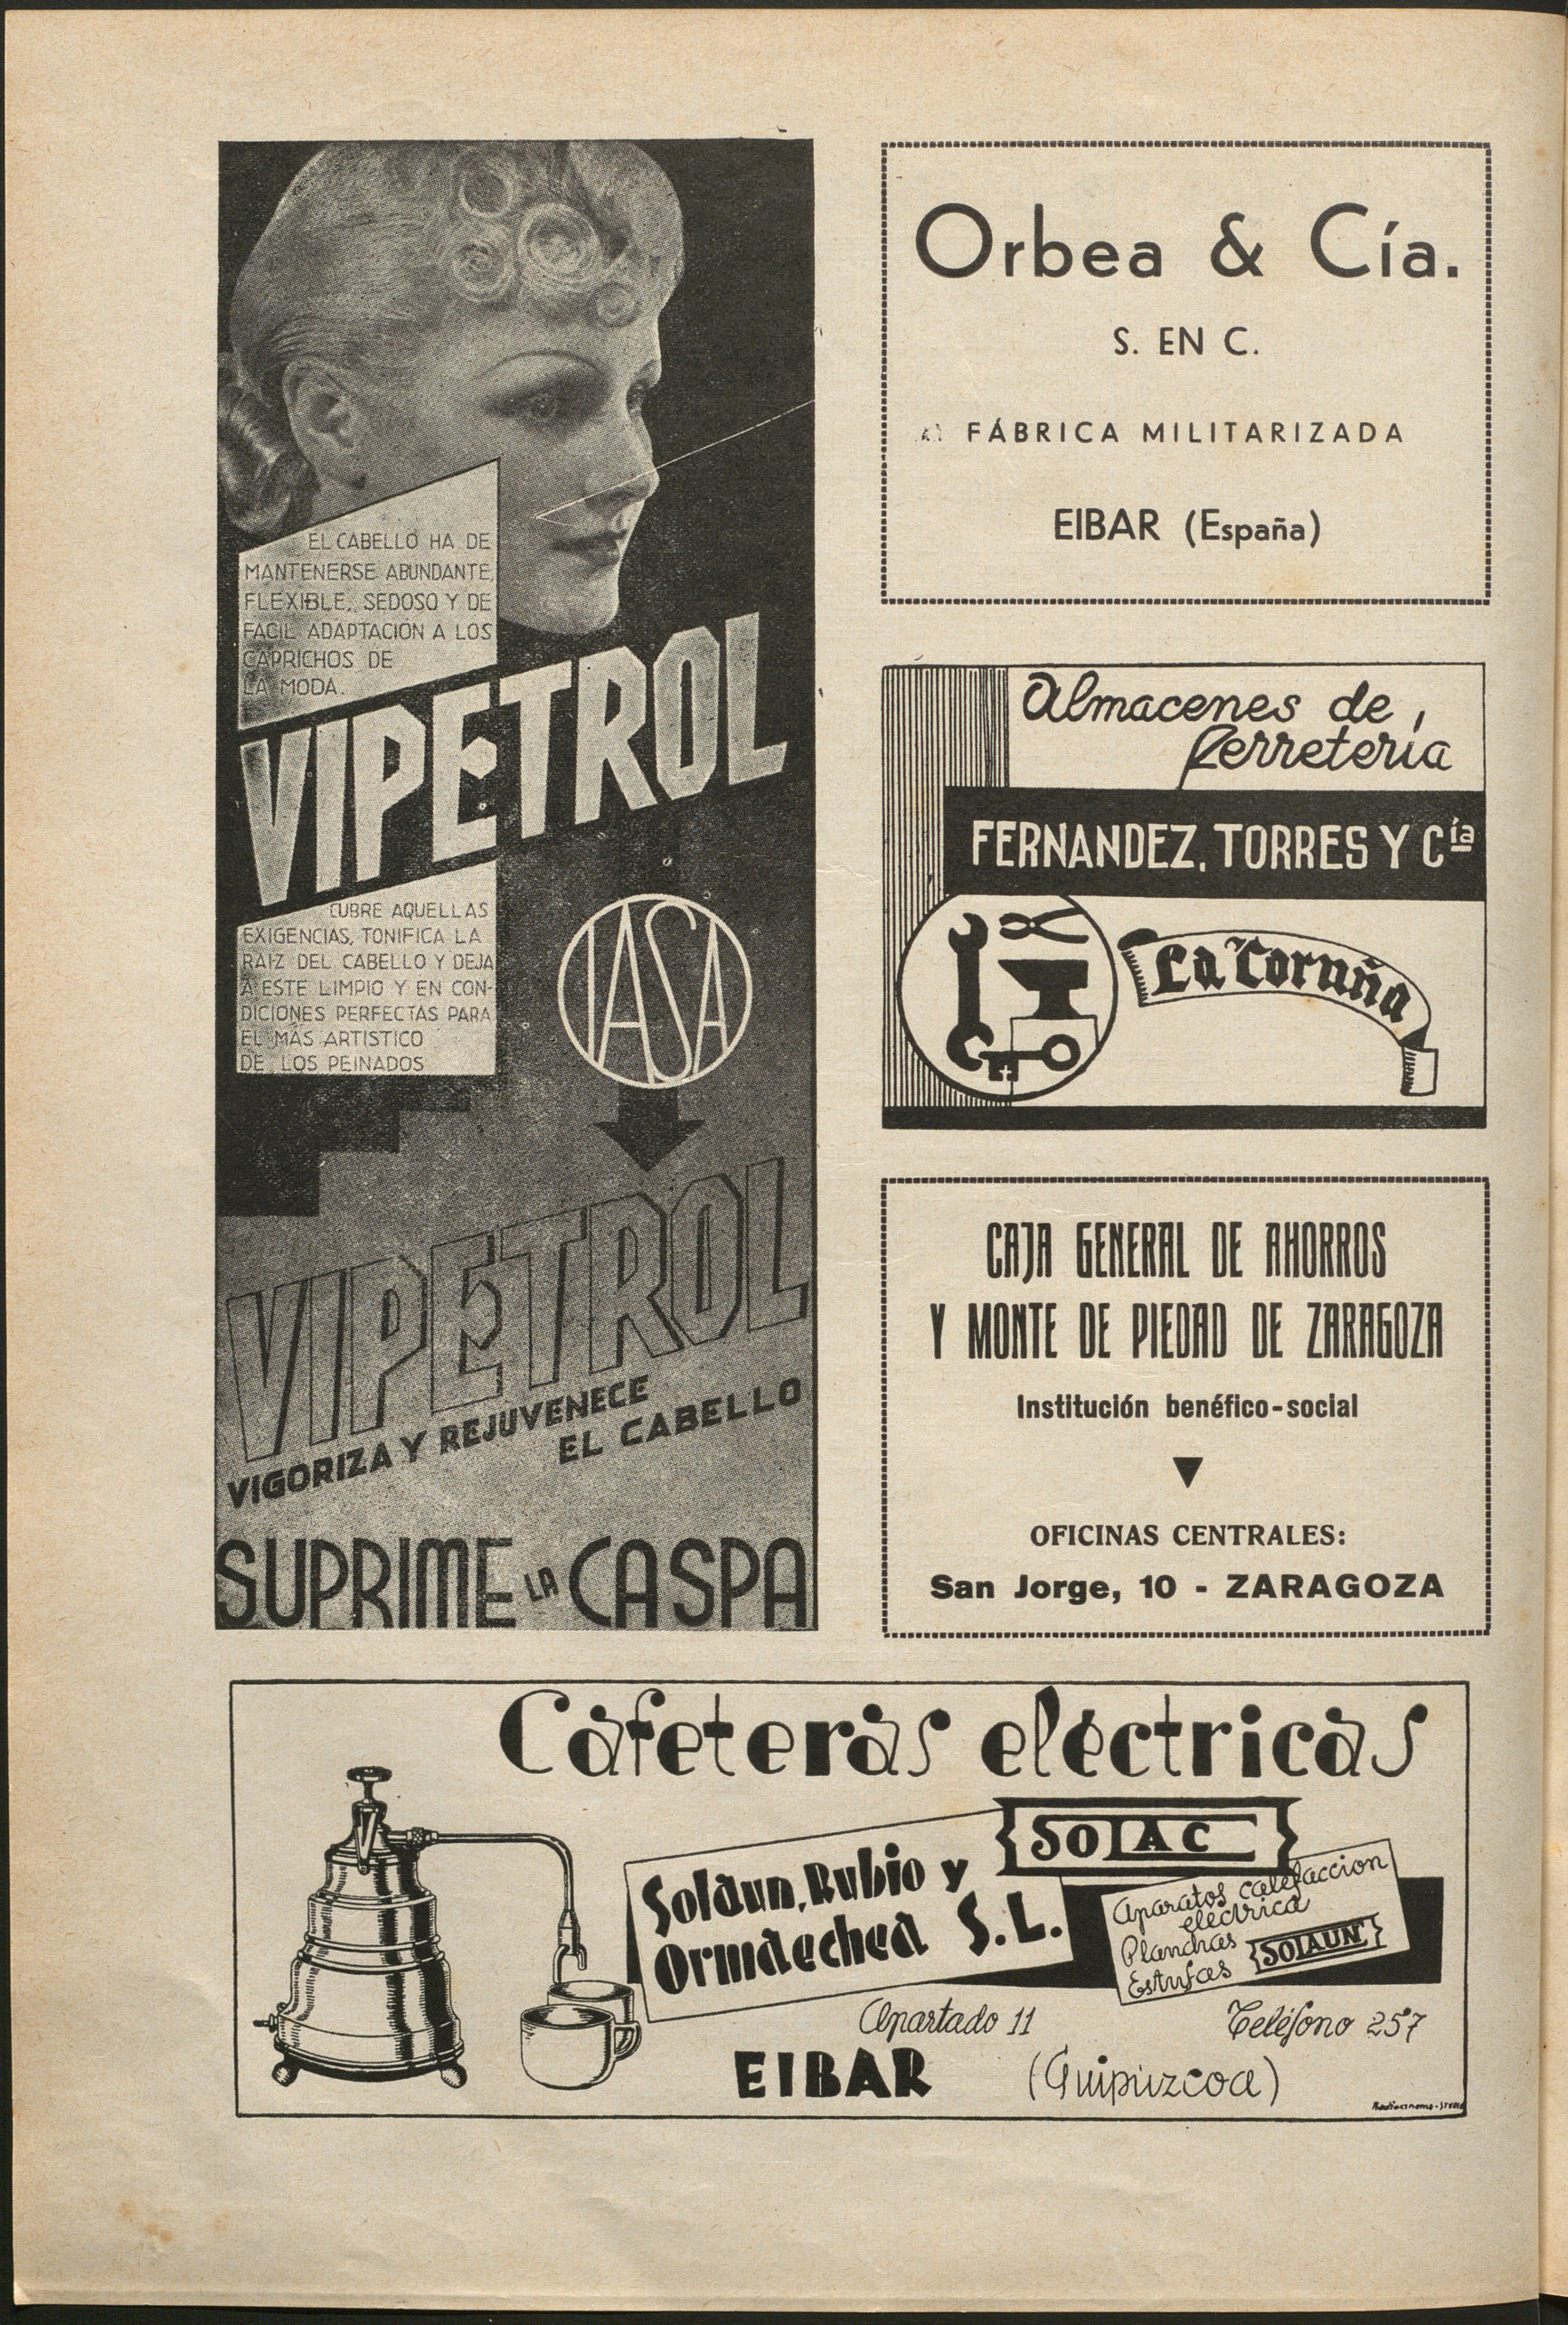 EL CABELLO HA DE
MANTENERSE ABUNDANTE,
FLEXIBLE, SEDOSO Y DE
FACIL ADAPTACIÓN A LOS
CAPRICHOS DE
LA MODA.
VIPETROL
CUBRE AQUELLAS
EXIGENCIAS, TONIFICA LA
RAIZ DEL CABELLO Y DEJA
A ESTE LIMPIO Y EN CON-
DICIONES PERFECTAS PARA
EL MÁS ARTISTICO
DE LOS PEINADOS
IASA
VIPETROL
VIGORIZA Y REJUVENECE
EL CABELLO
SUPRIME LA CASPA
Orbea & Cía.
S. EN C.
FÁBRICA MILITARIZADA
EIBAR (España)
Almacenes de
Ferretería
FERNANDEZ, TORRES Y Cía
La Coruña
CAJA GENERAL DE AHORROS
Y MONTE DE PIEDAD DE ZARAGOZA
Institución benéfico-social
OFICINAS CENTRALES:
San Jorge, 10 - ZARAGOZA
Cafeteras eléctricas
SOLAC
Solaun, Rubio y
Ormaechea S.L.
Aparatos calefaccion
eléctrica
Planchas
Estufas SOLAUN
Apartado 11 Teléfono 257
EIBAR (Guipúzcoa)